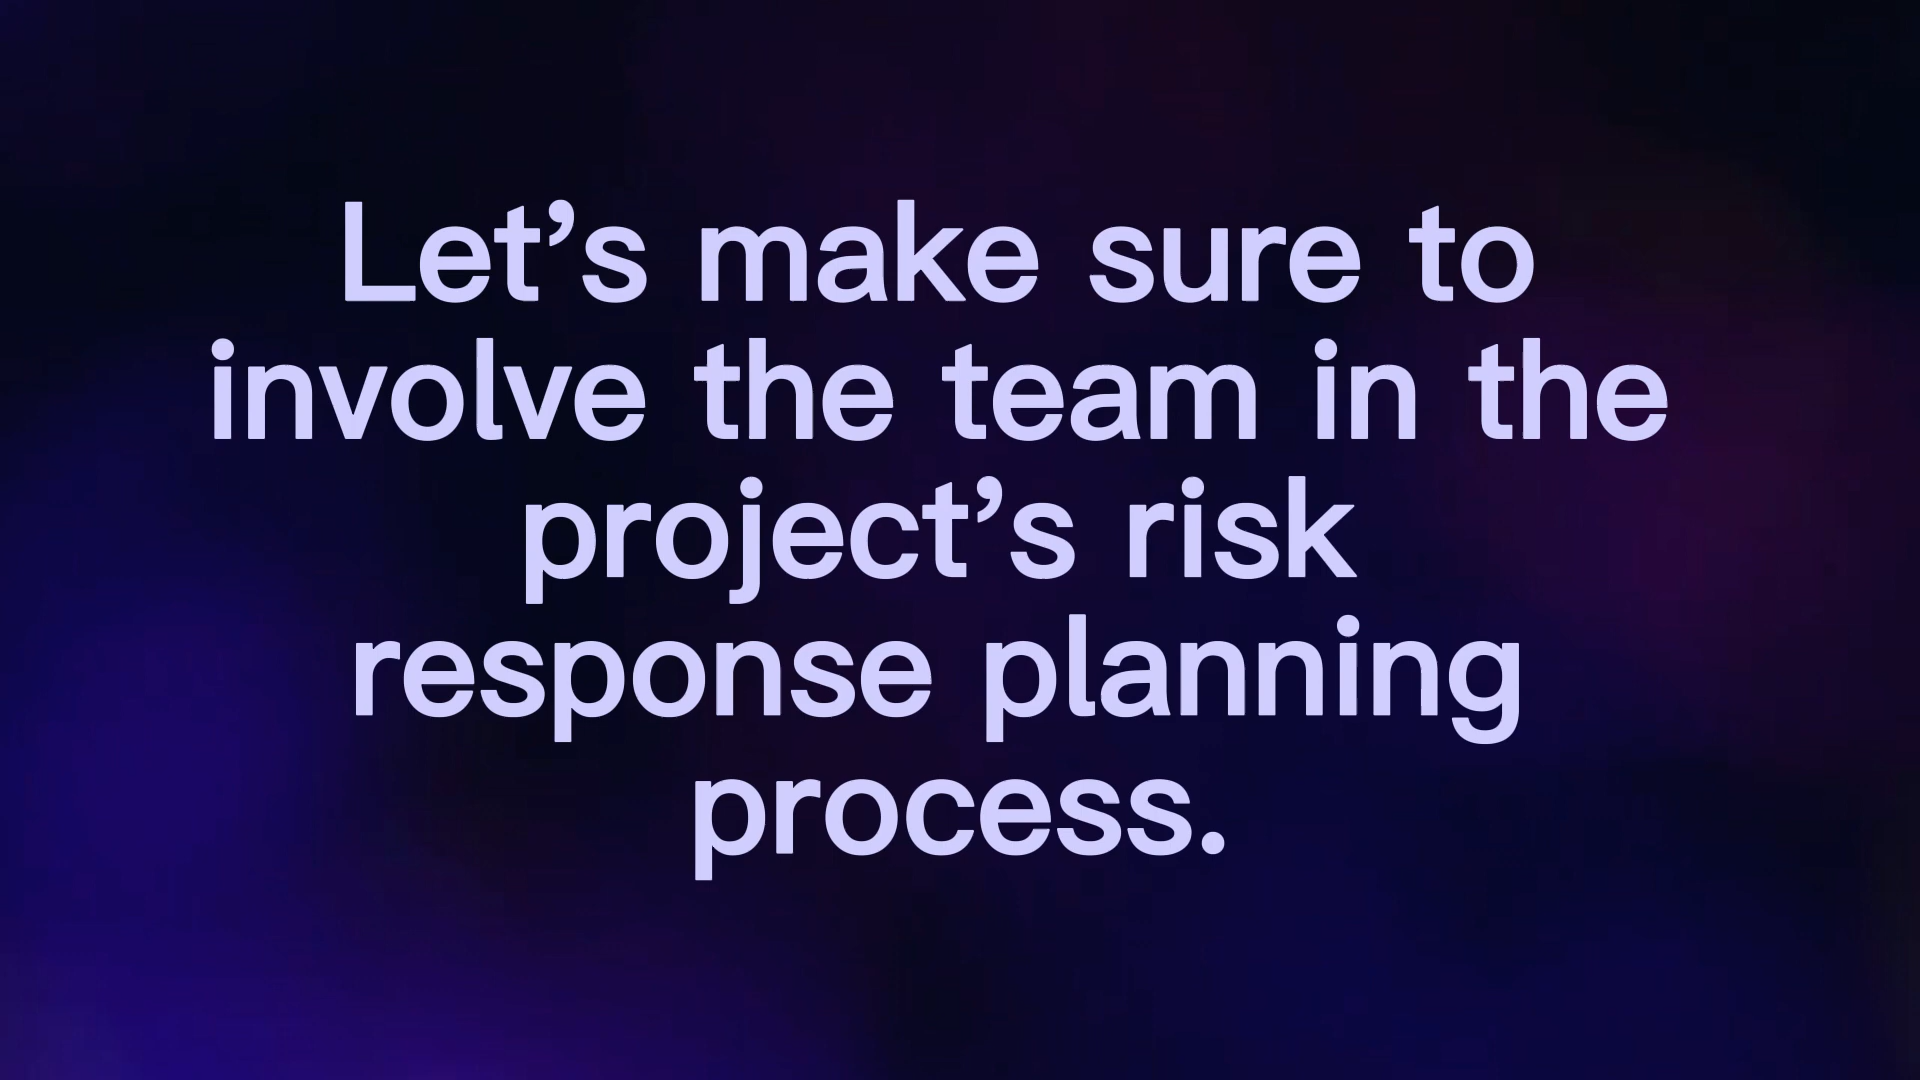 Let’s make sure to
involve the team in the
project’s risk
response planning
process.